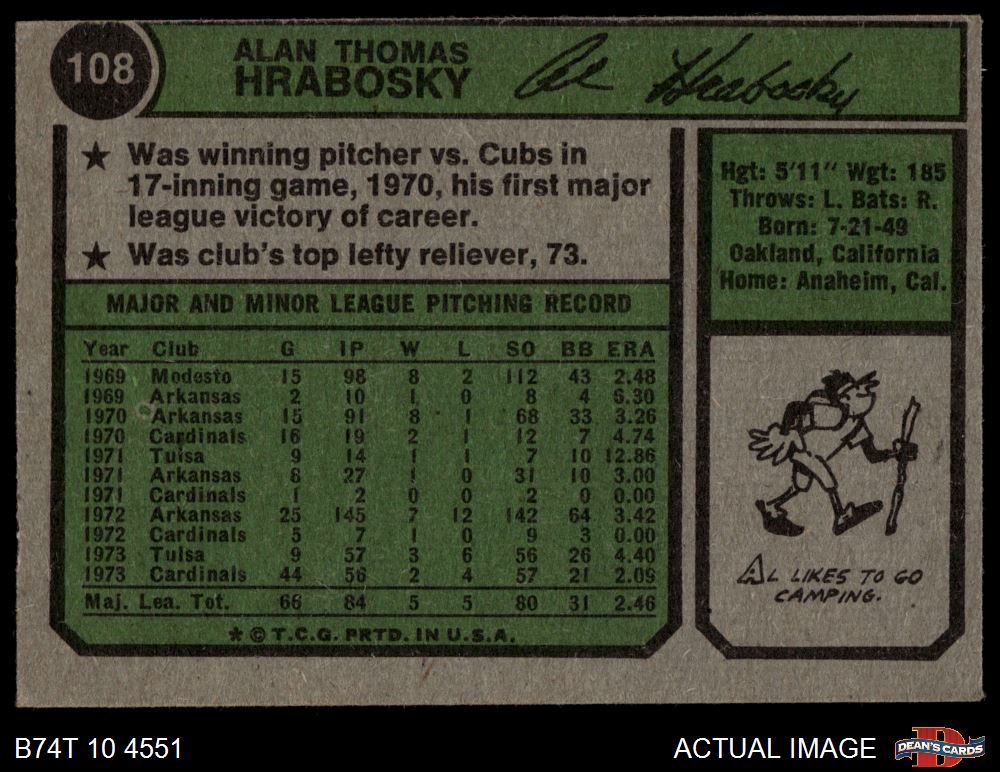 108
ALAN THOMAS
HRABOSKY
Al Hrabosky
★ Was winning pitcher vs. Cubs in
17-inning game, 1970, his first major
league victory of career.
★ Was club's top lefty reliever, 73.
Hgt: 5'11" Wgt: 185
Throws: L. Bats: R.
Born: 7-21-49
Oakland, California
Home: Anaheim, Cal.
MAJOR AND MINOR LEAGUE PITCHING RECORD
Year Club G IP W L SO BB ERA
1969 Modesto 15 98 8 2 112 43 2.48
1969 Arkansas 2 10 1 0 8 4 6.30
1970 Arkansas 15 91 8 1 68 33 3.26
1970 Cardinals 16 19 2 1 12 7 4.74
1971 Tulsa 9 14 1 1 7 10 12.86
1971 Arkansas 8 27 1 0 31 10 3.00
1971 Cardinals 1 2 0 0 2 0 0.00
1972 Arkansas 25 145 7 12 142 64 3.42
1972 Cardinals 5 7 1 0 9 3 0.00
1973 Tulsa 9 57 3 6 56 26 4.40
1973 Cardinals 44 56 2 4 57 21 2.09
Maj. Lea. Tot. 66 84 5 5 80 31 2.46
★ © T.C.G. PRTD. IN U.S.A.
AL LIKES TO GO
CAMPING.
B74T 10 4551
ACTUAL IMAGE
D
DEAN'S CARDS